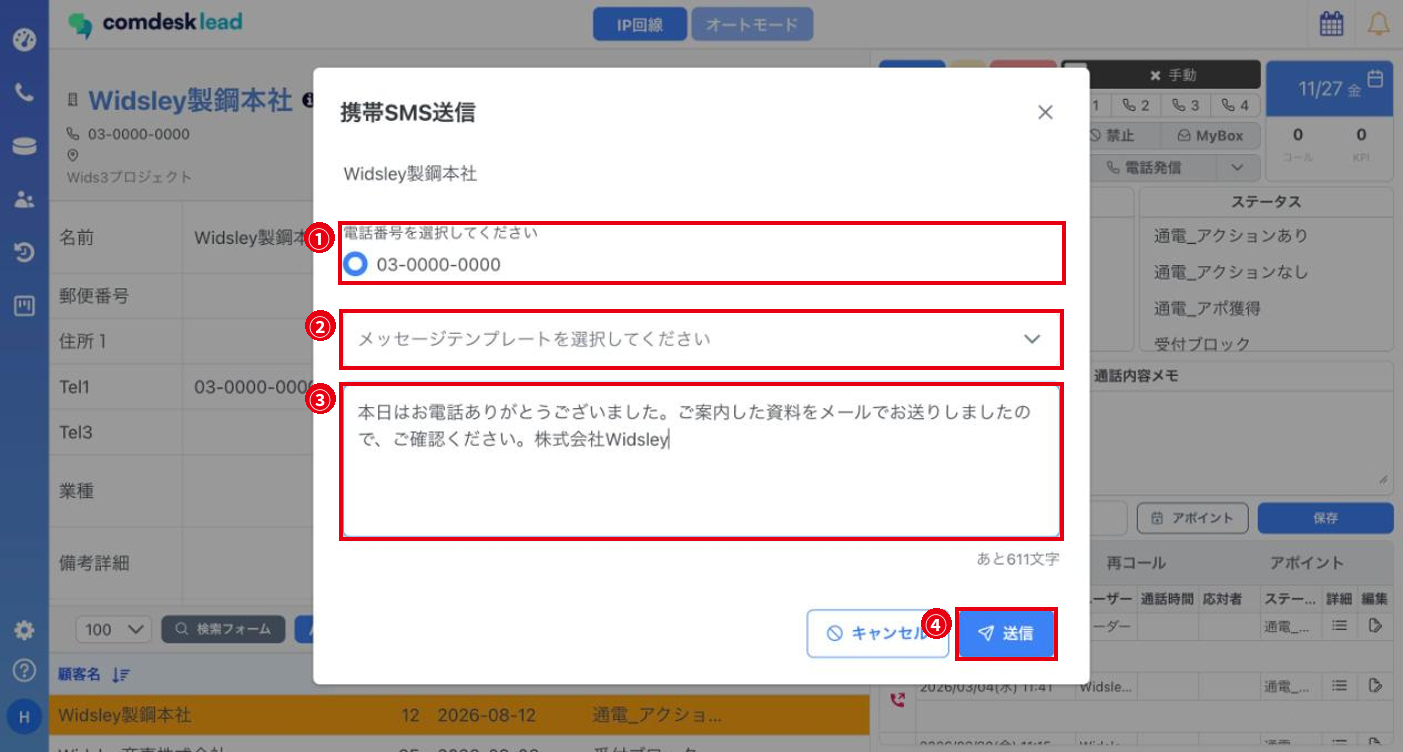 comdesk lead
IP回線
オートモード
Widsley製鋼本社
03-0000-0000
Wids3プロジェクト
名前
Widsley製鋼本
郵便番号
住所 1
Tel1
03-0000-000
Tel3
業種
備考詳細
100
検索フォーム
顧客名
Widsley製鋼本社 12 2026-08-12 通電_アクショ...
携帯SMS送信
Widsley製鋼本社
①
電話番号を選択してください
03-0000-0000
②
メッセージテンプレートを選択してください
③
本日はお電話ありがとうございました。ご案内した資料をメールでお送りしましたの
で、ご確認ください。株式会社Widsley
あと611文字
キャンセル
④
送信
手動
1 2 3 4
禁止
MyBox
電話発信
11/27 金
0 0
コール KPI
ステータス
通電_アクションあり
通電_アクションなし
通電_アポ獲得
受付ブロック
通話内容メモ
アポイント
保存
再コール アポイント
ーザー 通話時間 応対者 ステー... 詳細 編集
ーダー 通電_...
2026/03/04(水) 11:41 Widsle... 通電_...
H